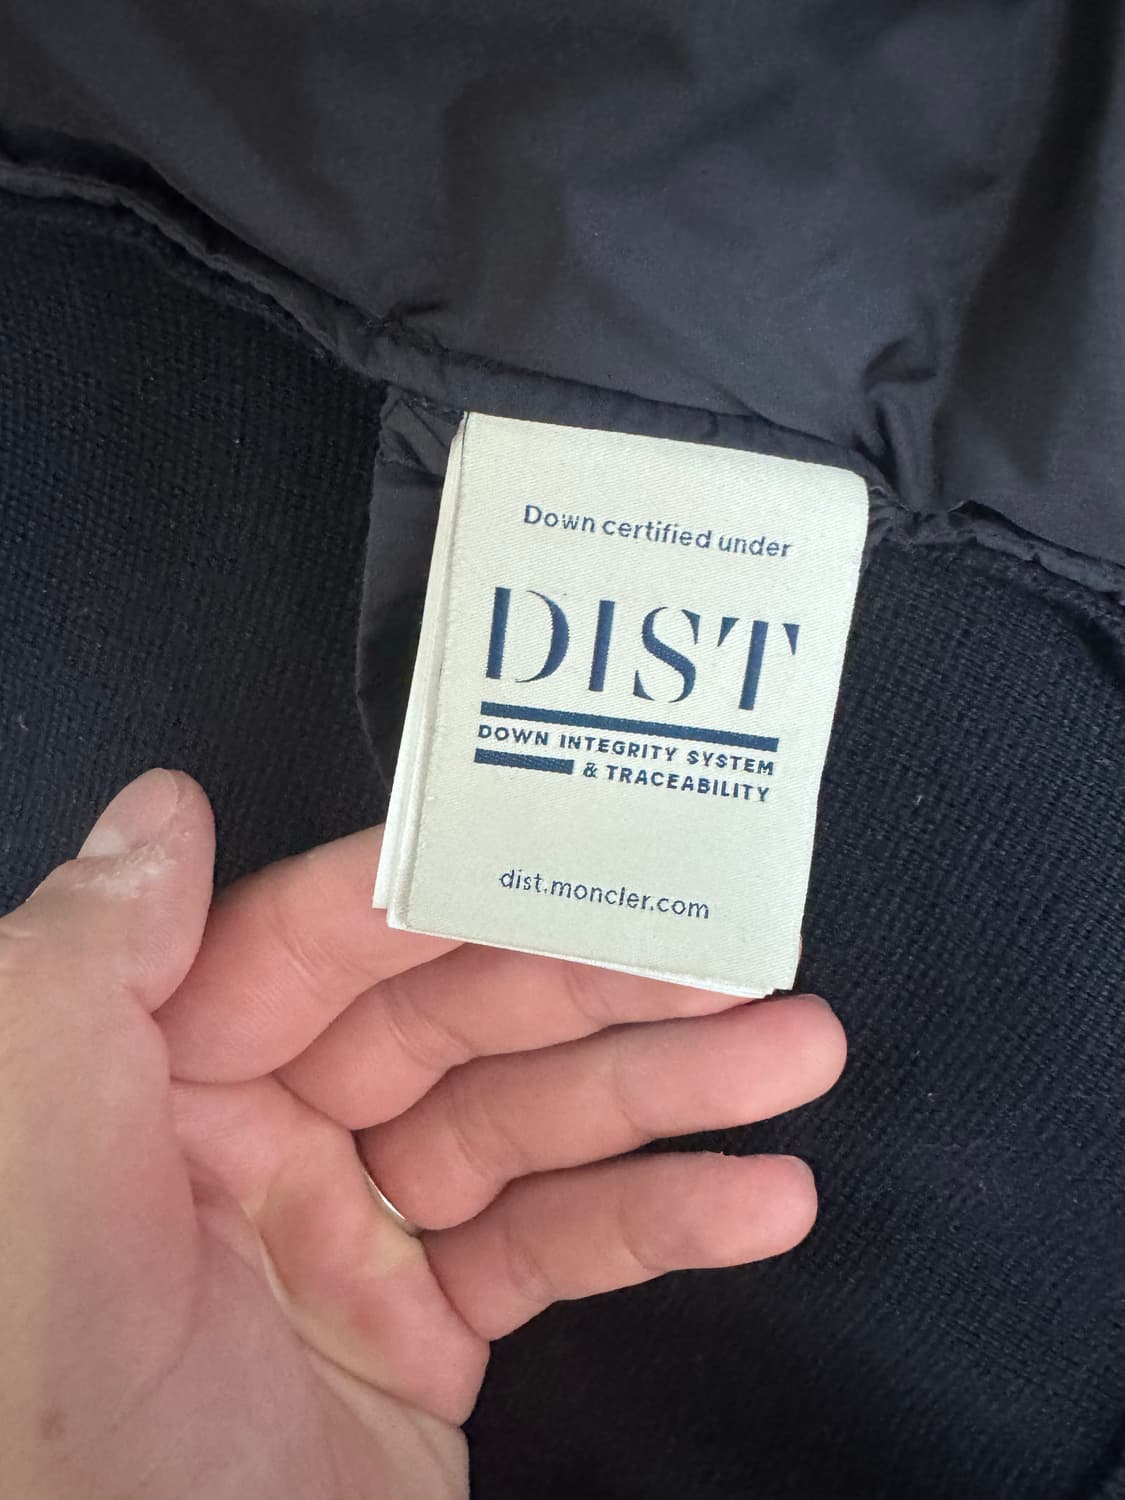 Down certified under
DIST
DOWN INTEGRITY SYSTEM
& TRACEABILITY
dist.moncler.com